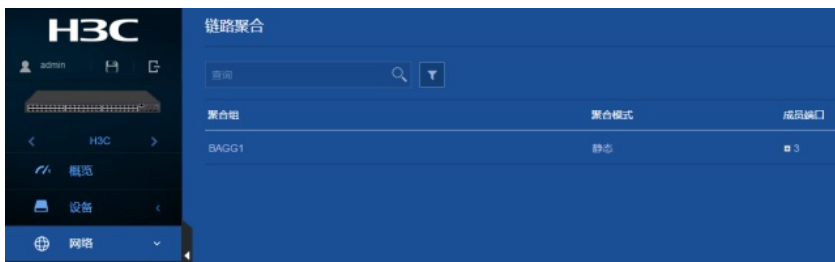 H3C
链路聚合
admin
查询
聚合组 聚合模式 成员端口
H3C
BAGG1 静态 3
概览
设备
网络